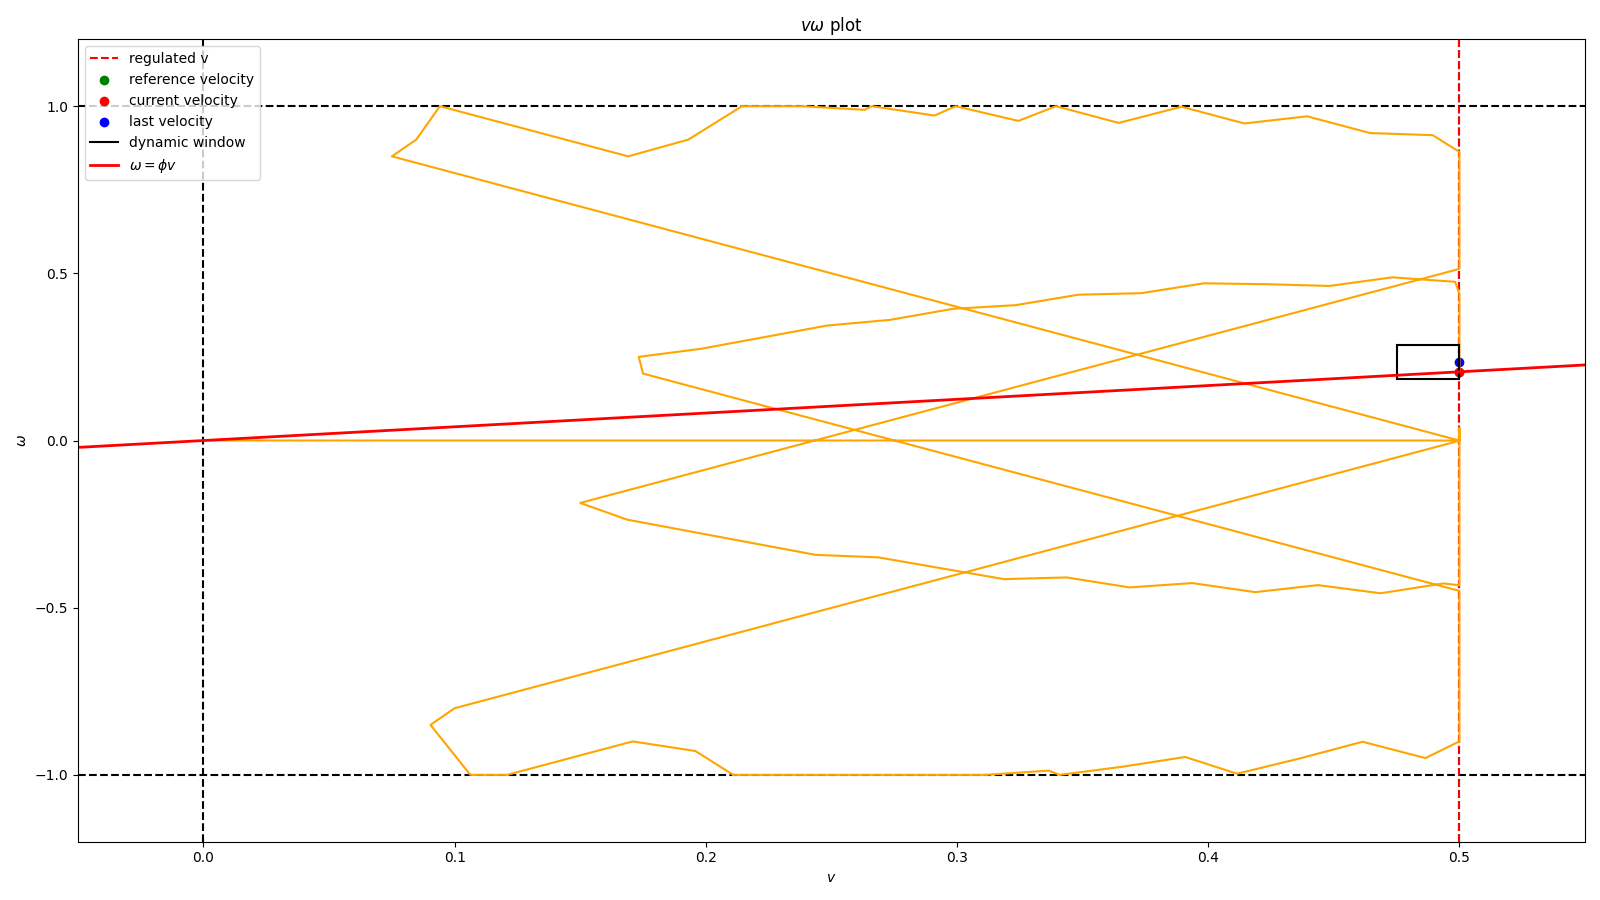 vω plot
regulated v
reference velocity
current velocity
last velocity
dynamic window
ω = ϕv
1.0
0.5
0.0
−0.5
−1.0
ω
0.0 0.1 0.2 0.3 0.4 0.5
v